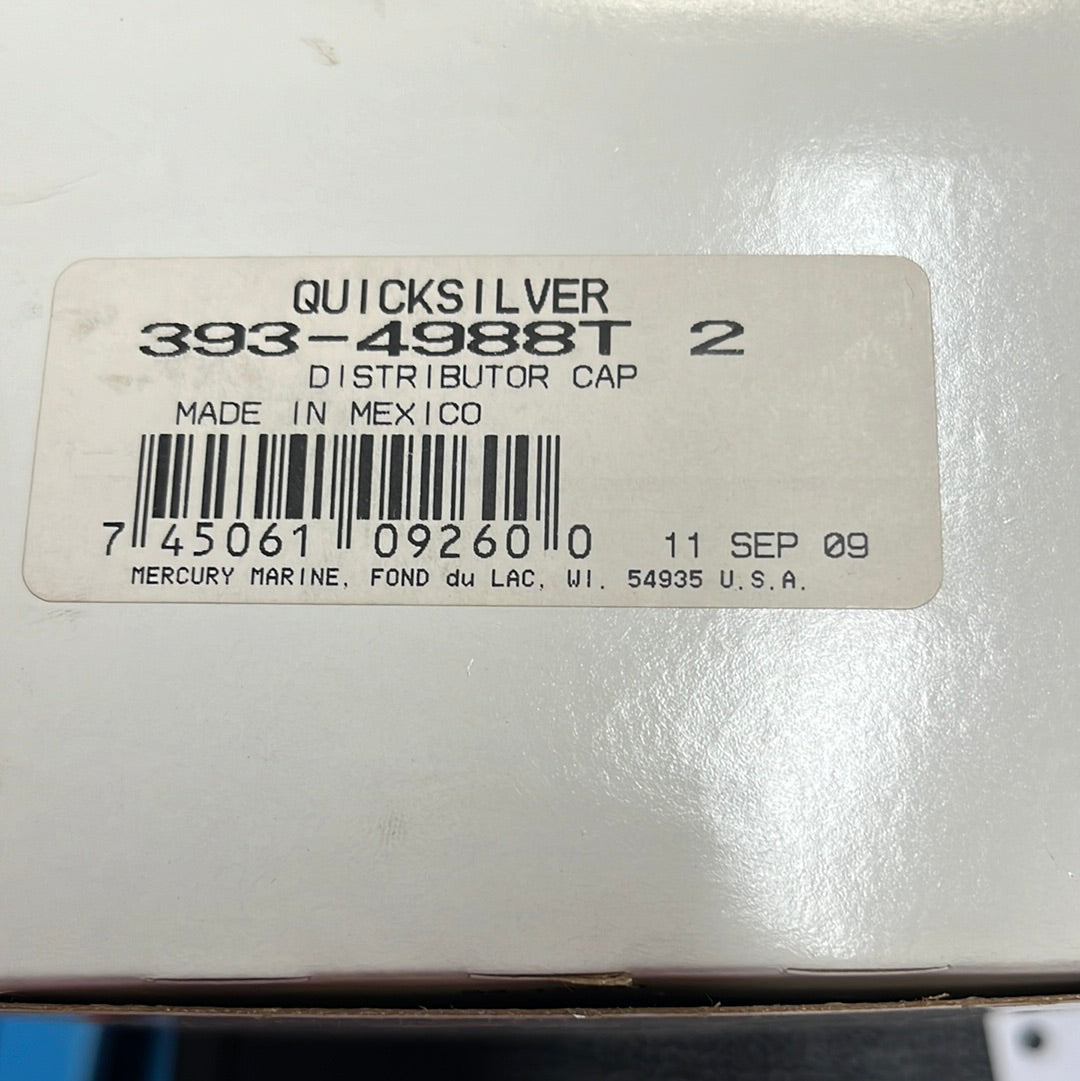 QUICKSILVER
393-4988T 2
DISTRIBUTOR CAP
MADE IN MEXICO
7 45061 09260 0 11 SEP 09
MERCURY MARINE, FOND du LAC, WI. 54935 U.S.A.